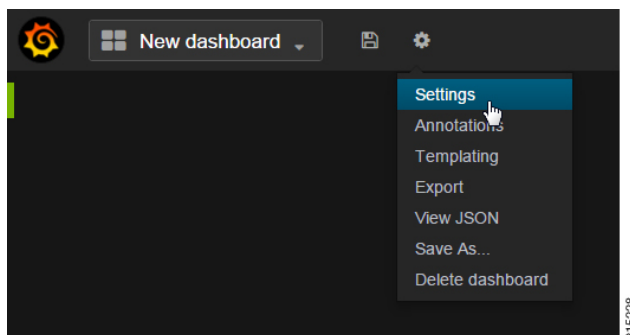 New dashboard
Settings
Annotations
Templating
Export
View JSON
Save As...
Delete dashboard